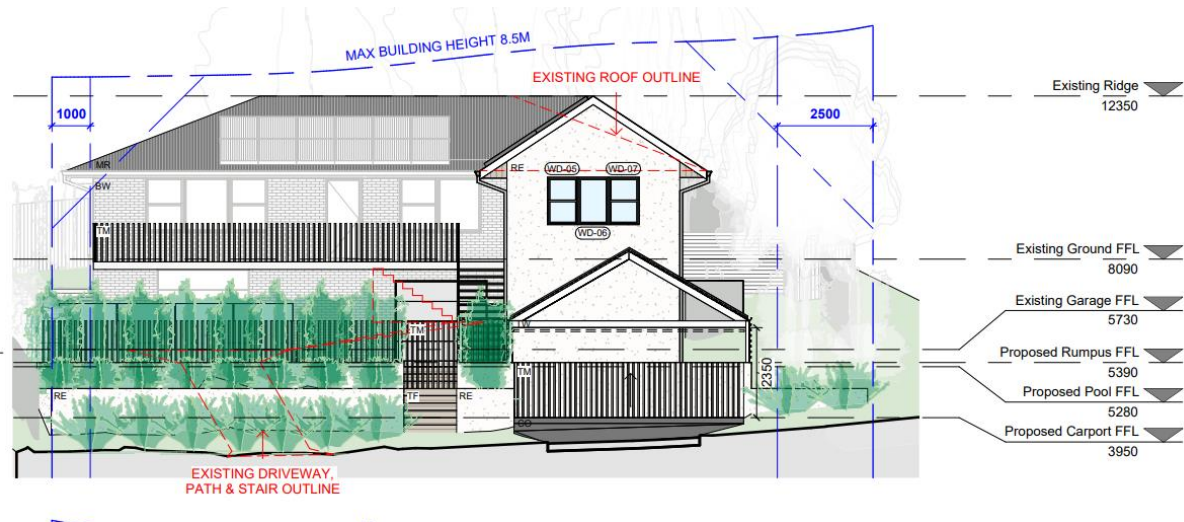 MAX BUILDING HEIGHT 8.5M
EXISTING ROOF OUTLINE
Existing Ridge
12350
1000
2500
MR
RE
WD-05
WD-07
BW
TM
WD-06
Existing Ground FFL
8090
Existing Garage FFL
5730
TM
TW
Proposed Rumpus FFL
5390
2350
TM
Proposed Pool FFL
5280
RE
TF
RE
CO
Proposed Carport FFL
3950
EXISTING DRIVEWAY,
PATH & STAIR OUTLINE